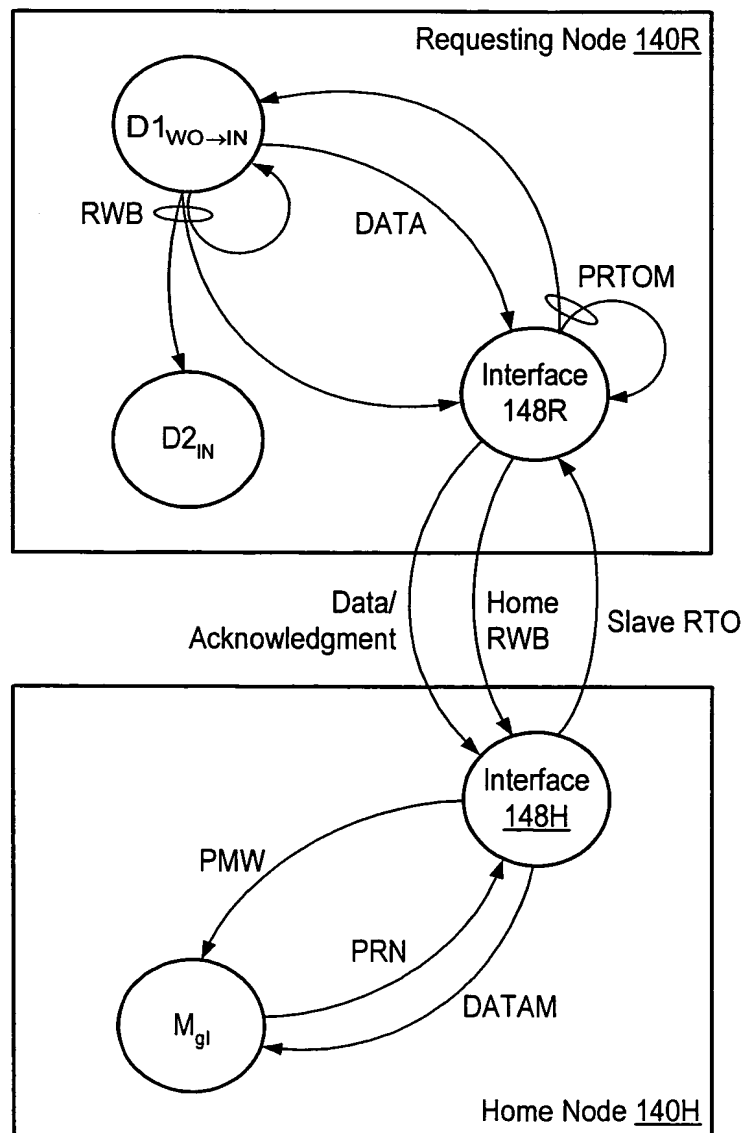 Requesting Node 140R
D1WO→IN
RWB
DATA
PRTOM
Interface
148R
D2IN
Data/
Acknowledgment
Home
RWB
Slave RTO
Interface
148H
PMW
PRN
DATAM
Mgl
Home Node 140H